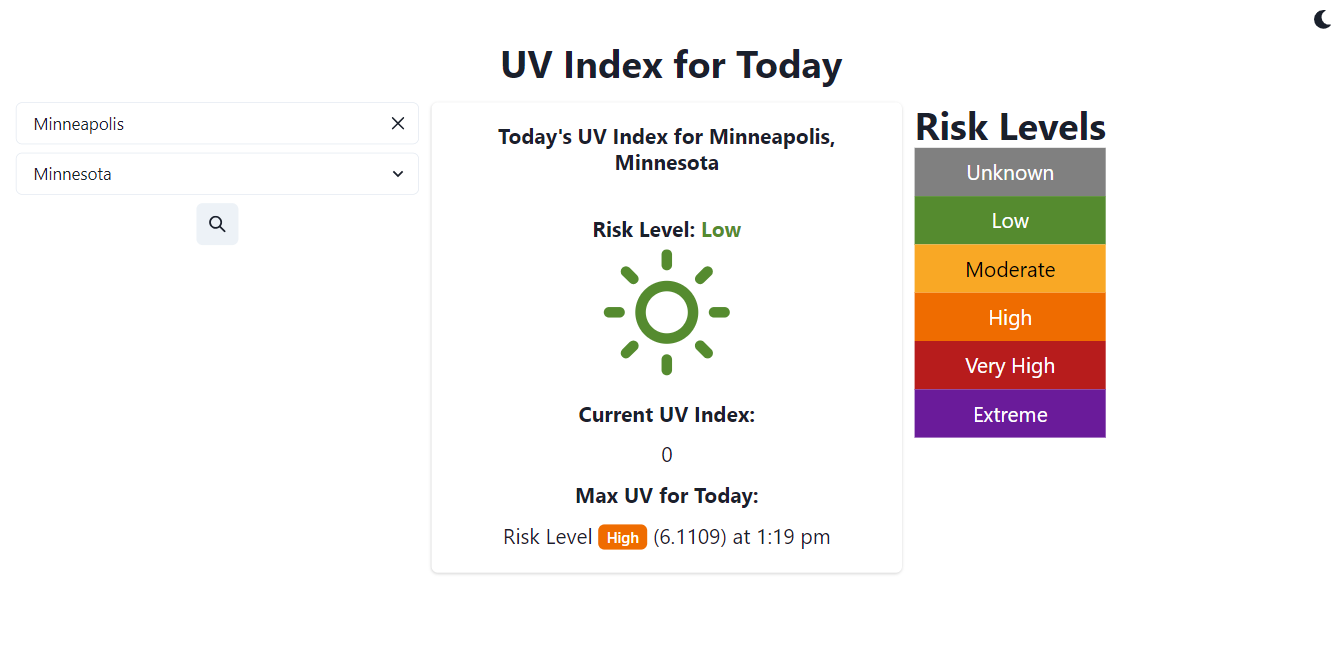 UV Index for Today
Minneapolis
Minnesota
Today's UV Index for Minneapolis,
Minnesota
Risk Level: Low
Current UV Index:
0
Max UV for Today:
Risk Level High (6.1109) at 1:19 pm
Risk Levels
Unknown
Low
Moderate
High
Very High
Extreme